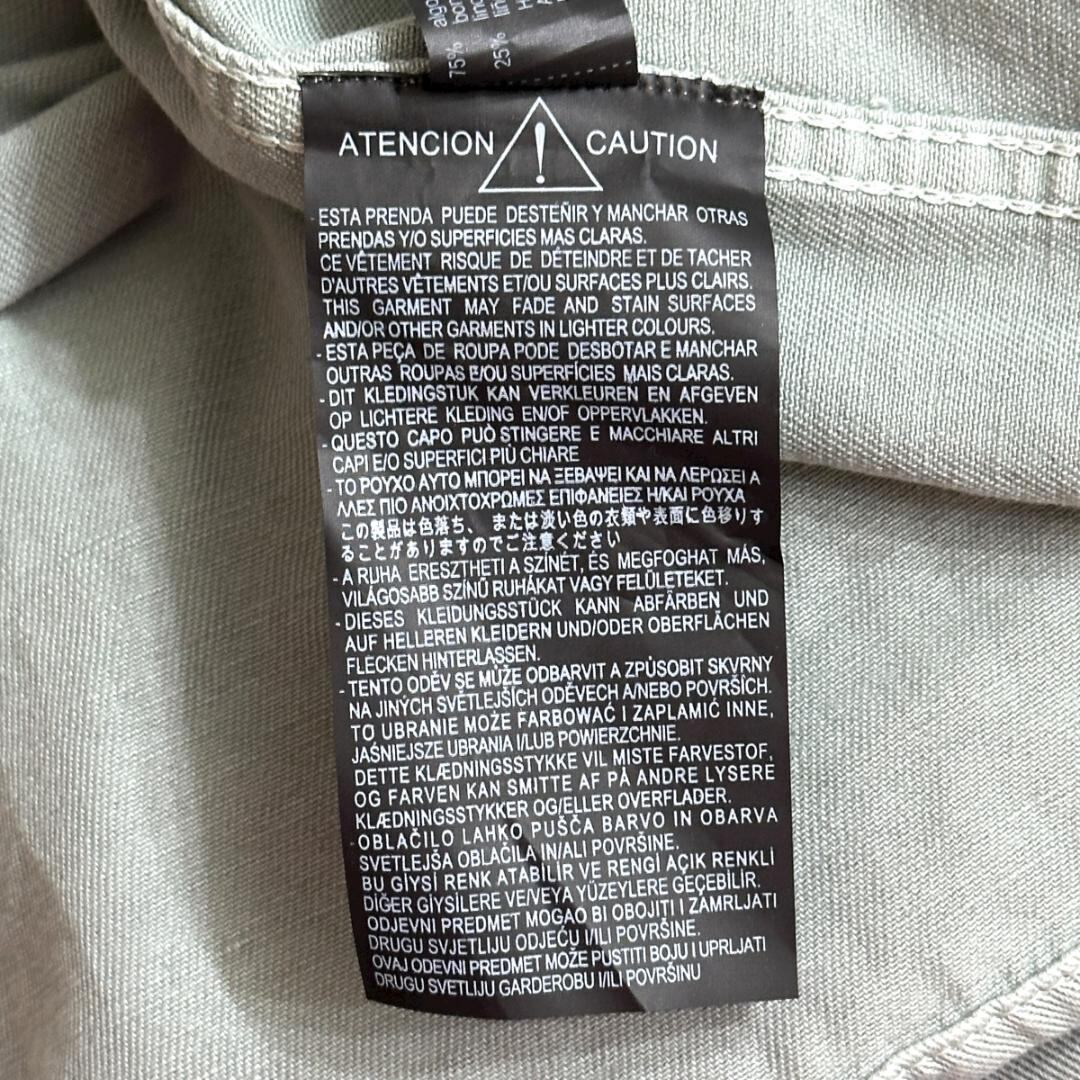 75% algo
bor
lino
25% liñ
ATENCION ! CAUTION
ESTA PRENDA PUEDE DESTEÑIR Y MANCHAR OTRAS
PRENDAS Y/O SUPERFICIES MAS CLARAS.
CE VÊTEMENT RISQUE DE DÉTEINDRE ET DE TACHER
D'AUTRES VÊTEMENTS ET/OU SURFACES PLUS CLAIRS.
THIS GARMENT MAY FADE AND STAIN SURFACES
AND/OR OTHER GARMENTS IN LIGHTER COLOURS.
- ESTA PEÇA DE ROUPA PODE DESBOTAR E MANCHAR
OUTRAS ROUPAS E/OU SUPERFÍCIES MAIS CLARAS.
- DIT KLEDINGSTUK KAN VERKLEUREN EN AFGEVEN
OP LICHTERE KLEDING EN/OF OPPERVLAKKEN.
- QUESTO CAPO PUÒ STINGERE E MACCHIARE ALTRI
CAPI E/O SUPERFICI PIÙ CHIARE
- ΤΟ ΡΟΥΧΟ ΑΥΤΟ ΜΠΟΡΕΙ ΝΑ ΞΕΒΑΨΕΙ ΚΑΙ ΝΑ ΛΕΡΩΣΕΙ Α
ΛΛΕΣ ΠΙΟ ΑΝΟΙΧΤΟΧΡΩΜΕΣ ΕΠΙΦΑΝΕΙΕΣ Η/ΚΑΙ ΡΟΥΧΑ
この製品は色落ち、または淡い色の衣類や表面に色移りす
ることがありますのでご注意ください
- A RUHA ERESZTHETI A SZÍNÉT, ÉS MEGFOGHAT MÁS,
VILÁGOSABB SZÍNŰ RUHÁKAT VAGY FELÜLETEKET.
- DIESES KLEIDUNGSSTÜCK KANN ABFÄRBEN UND
AUF HELLEREN KLEIDERN UND/ODER OBERFLÄCHEN
FLECKEN HINTERLASSEN.
- TENTO ODĚV SE MŮŽE ODBARVIT A ZPŮSOBIT SKVRNY
NA JINÝCH SVĚTLEJŠÍCH ODĚVECH A/NEBO POVRŠÍCH.
TO UBRANIE MOŻE FARBOWAĆ I ZAPLAMIĆ INNE,
JAŚNIEJSZE UBRANIA I/LUB POWIERZCHNIE.
DETTE KLÆDNINGSSTYKKE VIL MISTE FARVESTOF,
OG FARVEN KAN SMITTE AF PÅ ANDRE LYSERE
KLÆDNINGSSTYKKER OG/ELLER OVERFLADER.
- OBLAČILO LAHKO PUŠČA BARVO IN OBARVA
SVETLEJŠA OBLAČILA IN/ALI POVRŠINE.
BU GİYSİ RENK ATABİLİR VE RENGİ AÇIK RENKLİ
DİĞER GİYSİLERE VE/VEYA YÜZEYLERE GEÇEBİLİR.
ODJEVNI PREDMET MOGAO BI OBOJITI I ZAMRLJATI
DRUGU SVJETLIJU ODJEĆU I/ILI POVRŠINE.
OVAJ ODEVNI PREDMET MOŽE PUSTITI BOJU I UPRLJATI
DRUGU SVETLIJU GARDEROBU I/ILI POVRŠINU